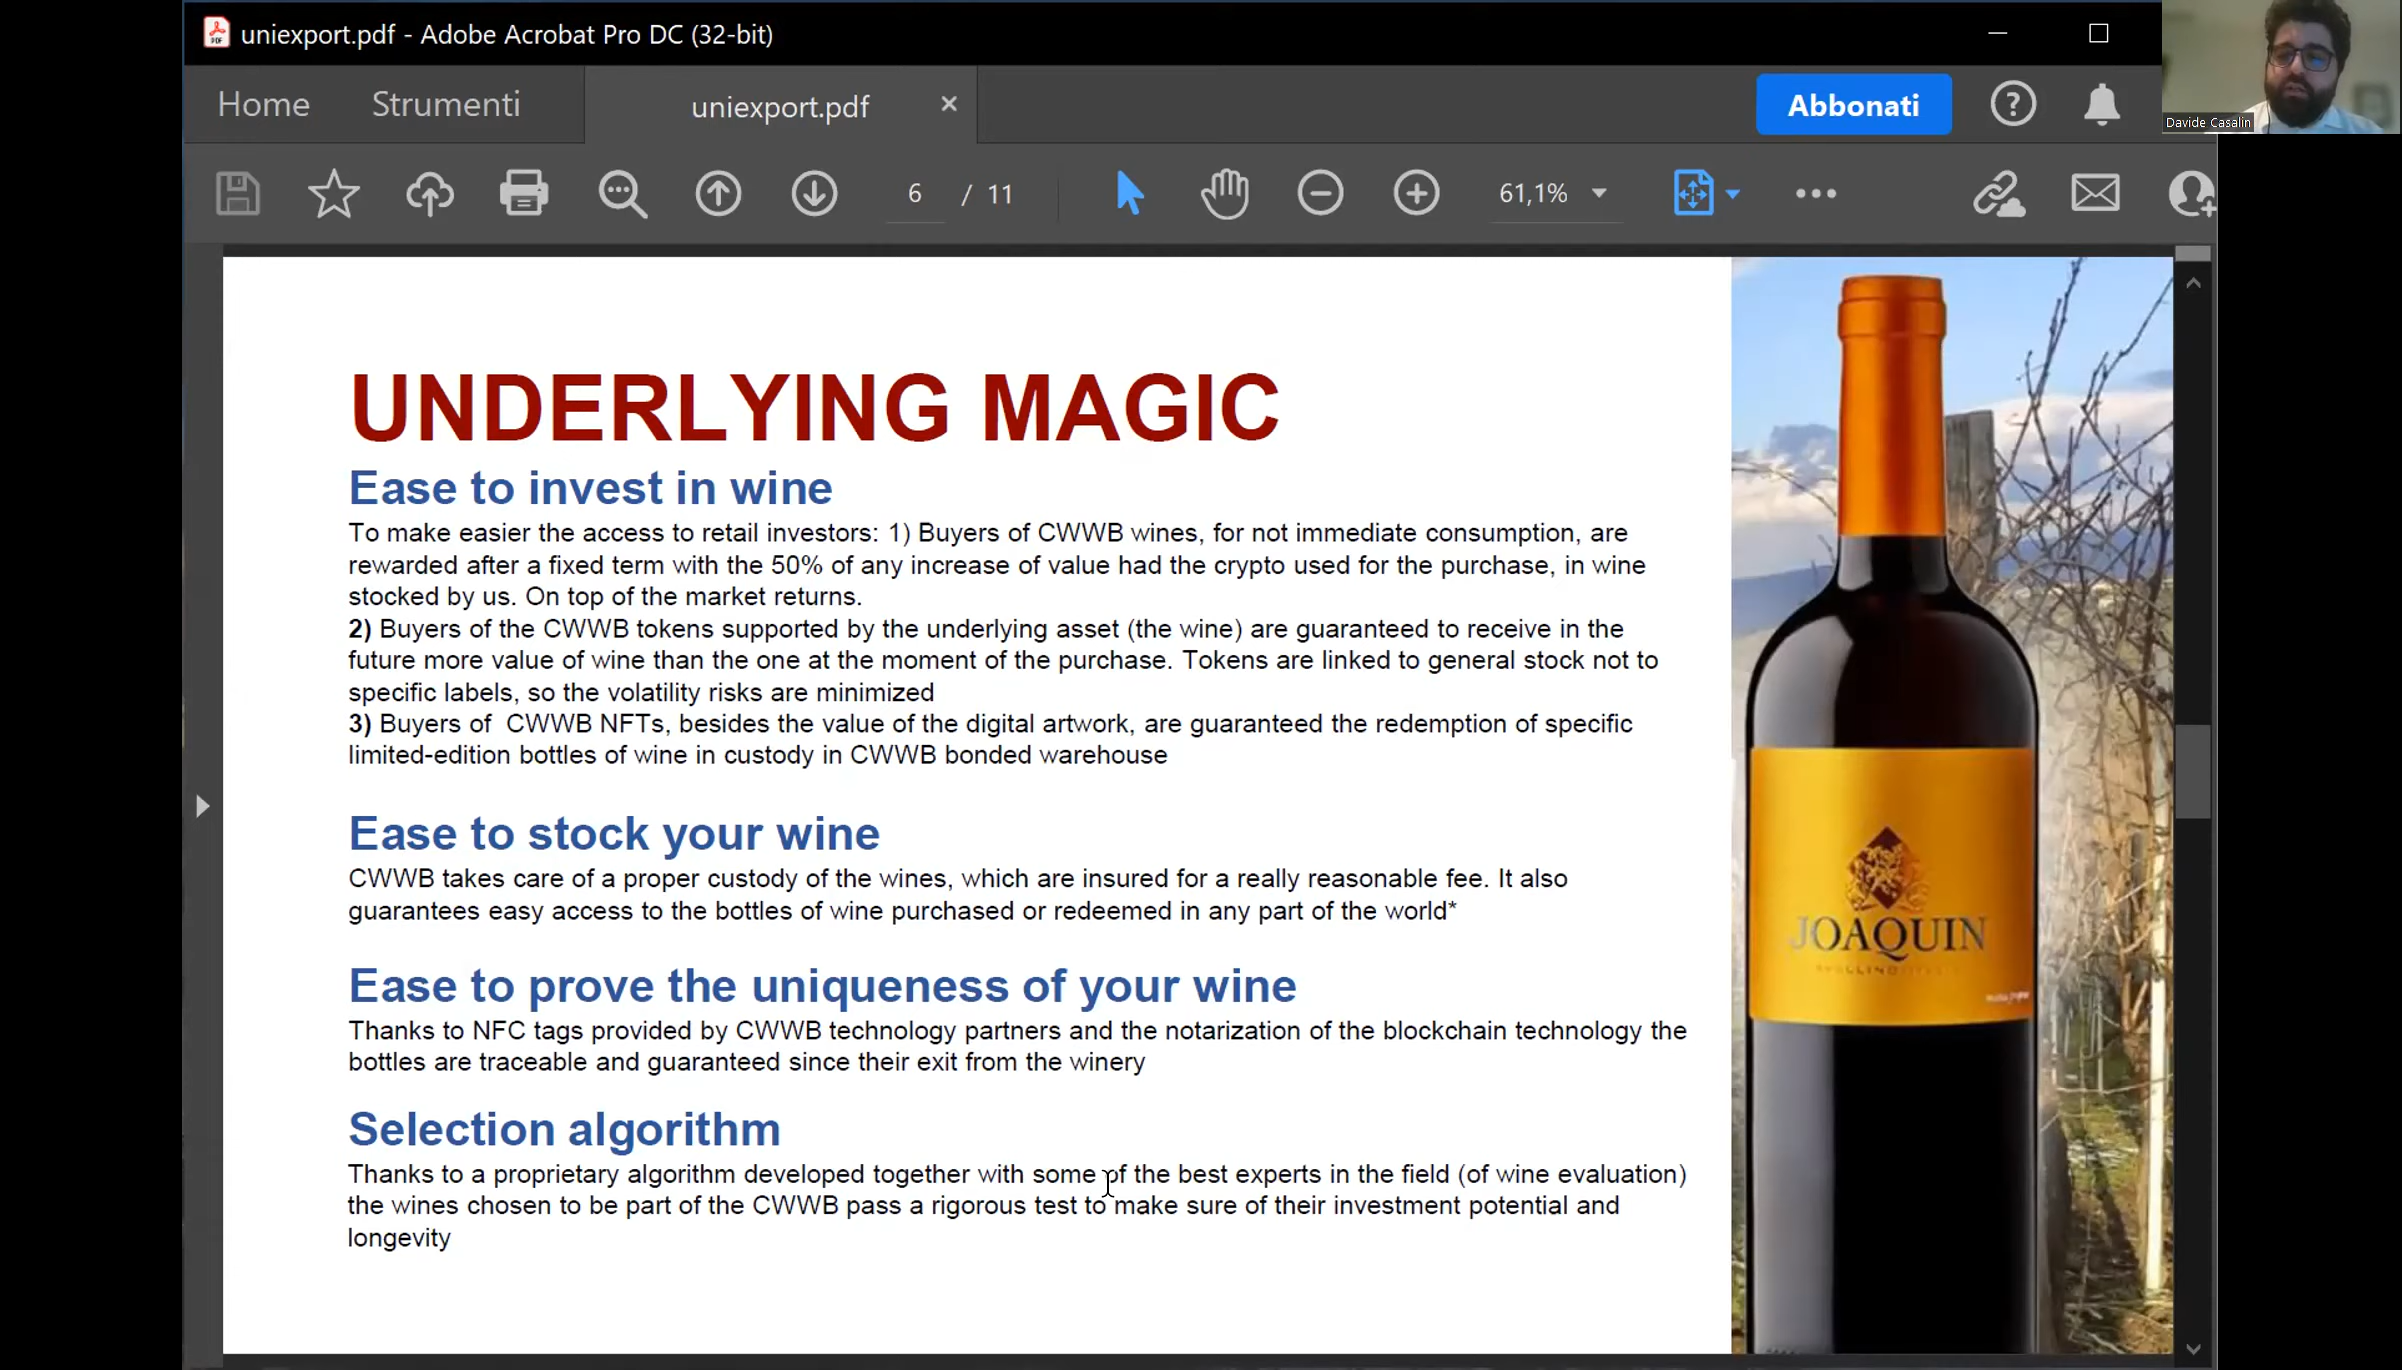 uniexport.pdf - Adobe Acrobat Pro DC (32-bit)
Home Strumenti uniexport.pdf Abbonati
Davide Casalin
6 / 11 61,1%
UNDERLYING MAGIC
Ease to invest in wine
To make easier the access to retail investors: 1) Buyers of CWWB wines, for not immediate consumption, are
rewarded after a fixed term with the 50% of any increase of value had the crypto used for the purchase, in wine
stocked by us. On top of the market returns.
2) Buyers of the CWWB tokens supported by the underlying asset (the wine) are guaranteed to receive in the
future more value of wine than the one at the moment of the purchase. Tokens are linked to general stock not to
specific labels, so the volatility risks are minimized
3) Buyers of  CWWB NFTs, besides the value of the digital artwork, are guaranteed the redemption of specific
limited-edition bottles of wine in custody in CWWB bonded warehouse
Ease to stock your wine
CWWB takes care of a proper custody of the wines, which are insured for a really reasonable fee. It also
guarantees easy access to the bottles of wine purchased or redeemed in any part of the world*
Ease to prove the uniqueness of your wine
Thanks to NFC tags provided by CWWB technology partners and the notarization of the blockchain technology the
bottles are traceable and guaranteed since their exit from the winery
Selection algorithm
Thanks to a proprietary algorithm developed together with some of the best experts in the field (of wine evaluation)
the wines chosen to be part of the CWWB pass a rigorous test to make sure of their investment potential and
longevity
JOAQUIN